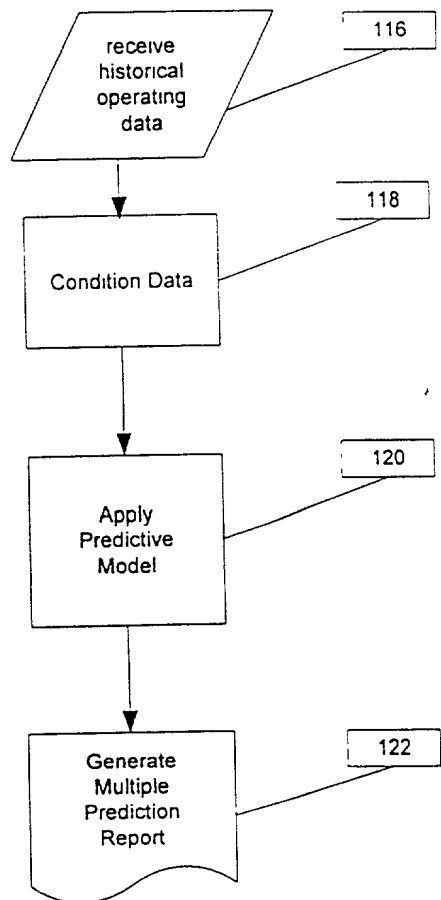 receive
historical
operating
data
116
118
Condition Data
120
Apply
Predictive
Model
122
Generate
Multiple
Prediction
Report